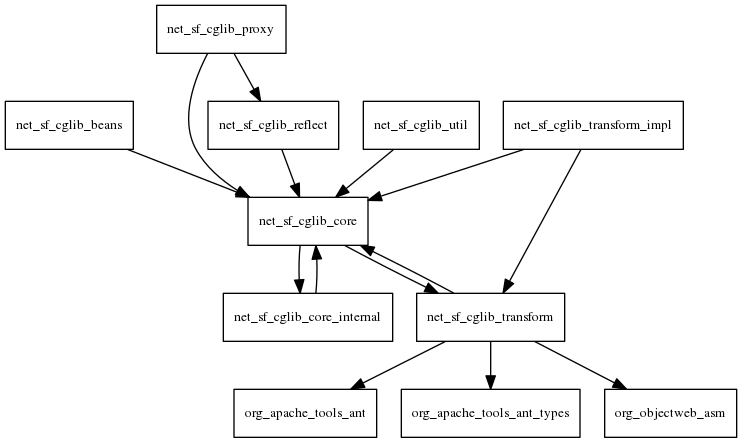 net_sf_cglib_proxy
net_sf_cglib_beans
net_sf_cglib_reflect
net_sf_cglib_util
net_sf_cglib_transform_impl
net_sf_cglib_core
net_sf_cglib_core_internal
net_sf_cglib_transform
org_apache_tools_ant
org_apache_tools_ant_types
org_objectweb_asm